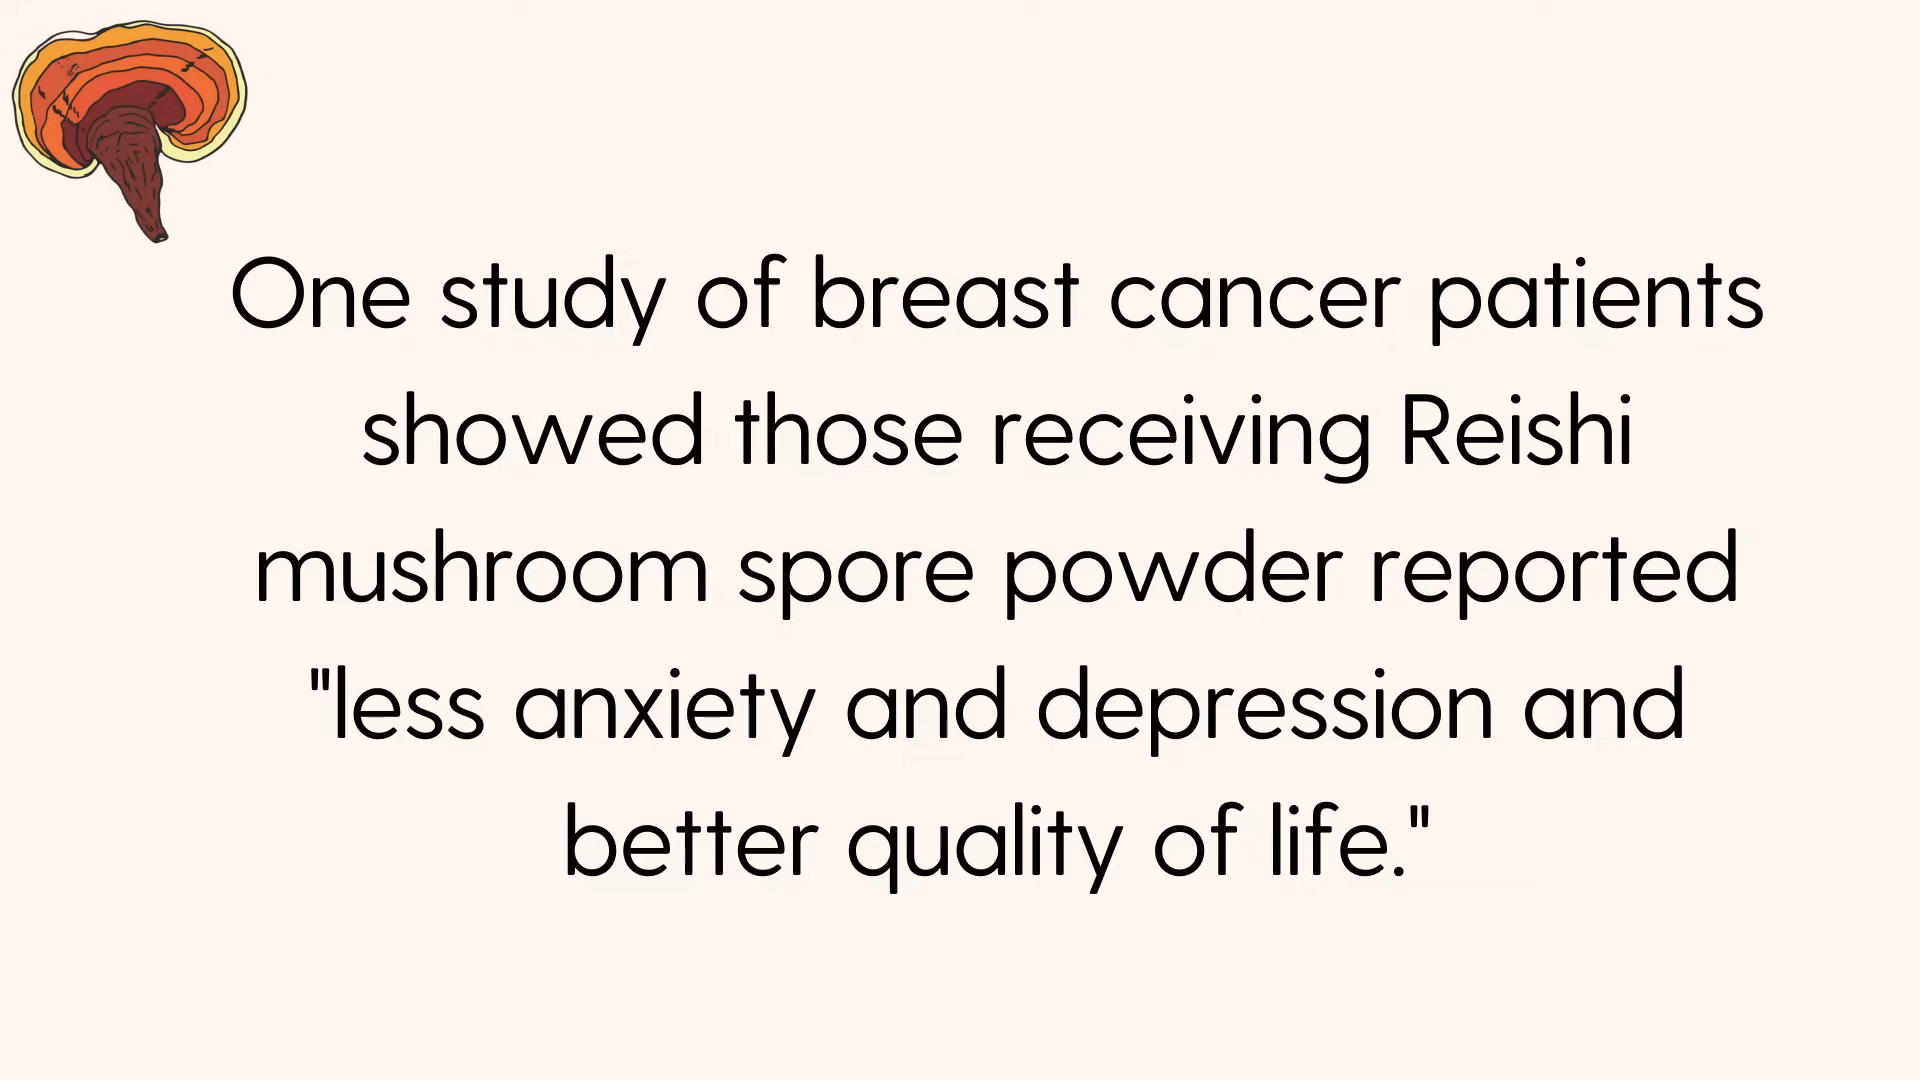 One study of breast cancer patients
showed those receiving Reishi
mushroom spore powder reported
"less anxiety and depression and
better quality of life."